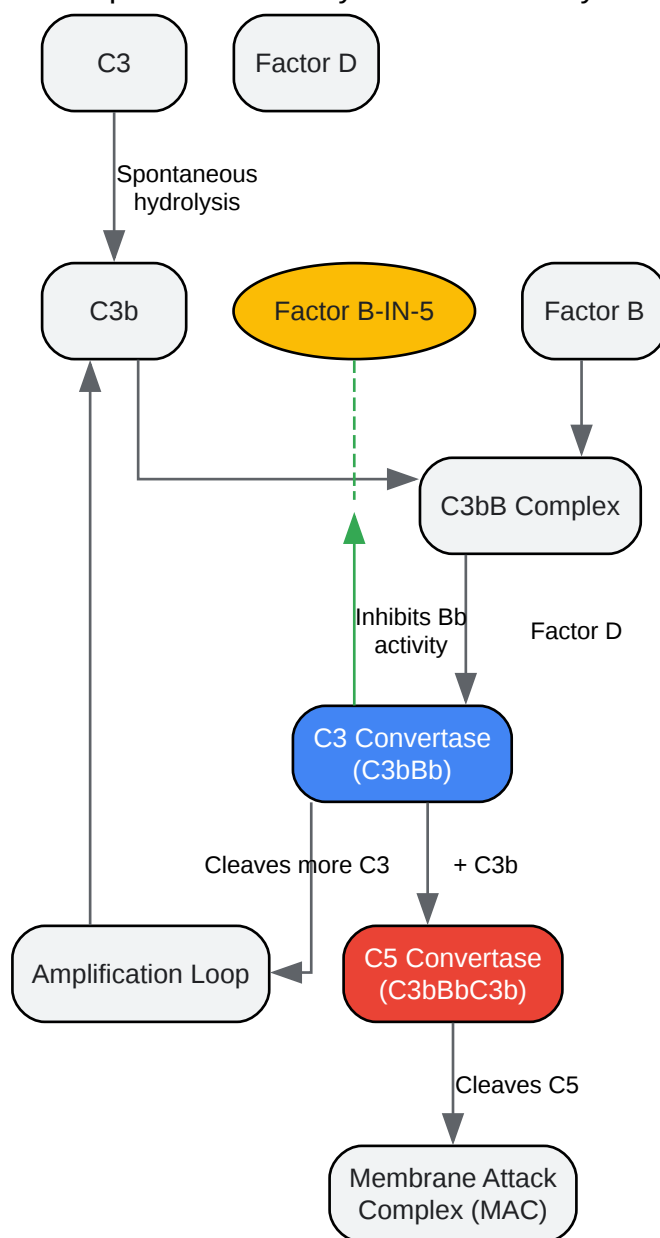 C3
Factor D
Spontaneous
hydrolysis
C3b
Factor B-IN-5
Factor B
C3bB Complex
Inhibits Bb
activity
Factor D
C3 Convertase
(C3bBb)
Cleaves more C3
+ C3b
Amplification Loop
C5 Convertase
(C3bBbC3b)
Cleaves C5
Membrane Attack
Complex (MAC)